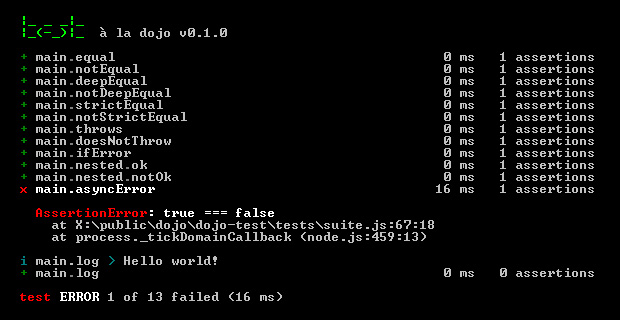 ¦_ _ _¦_
¦_(-_)¦_ à la dojo v0.1.0
+ main.equal 0 ms 1 assertions
+ main.notEqual 0 ms 1 assertions
+ main.deepEqual 0 ms 1 assertions
+ main.notDeepEqual 0 ms 1 assertions
+ main.strictEqual 0 ms 1 assertions
+ main.notStrictEqual 0 ms 1 assertions
+ main.throws 0 ms 1 assertions
+ main.doesNotThrow 0 ms 1 assertions
+ main.ifError 0 ms 1 assertions
+ main.nested.ok 0 ms 1 assertions
+ main.nested.notOk 0 ms 1 assertions
x main.asyncError 16 ms 1 assertions
AssertionError: true === false
at X:\public\dojo\dojo-test\tests\suite.js:67:18
at process._tickDomainCallback (node.js:459:13)
i main.log > Hello world!
+ main.log 0 ms 0 assertions
test ERROR 1 of 13 failed (16 ms)